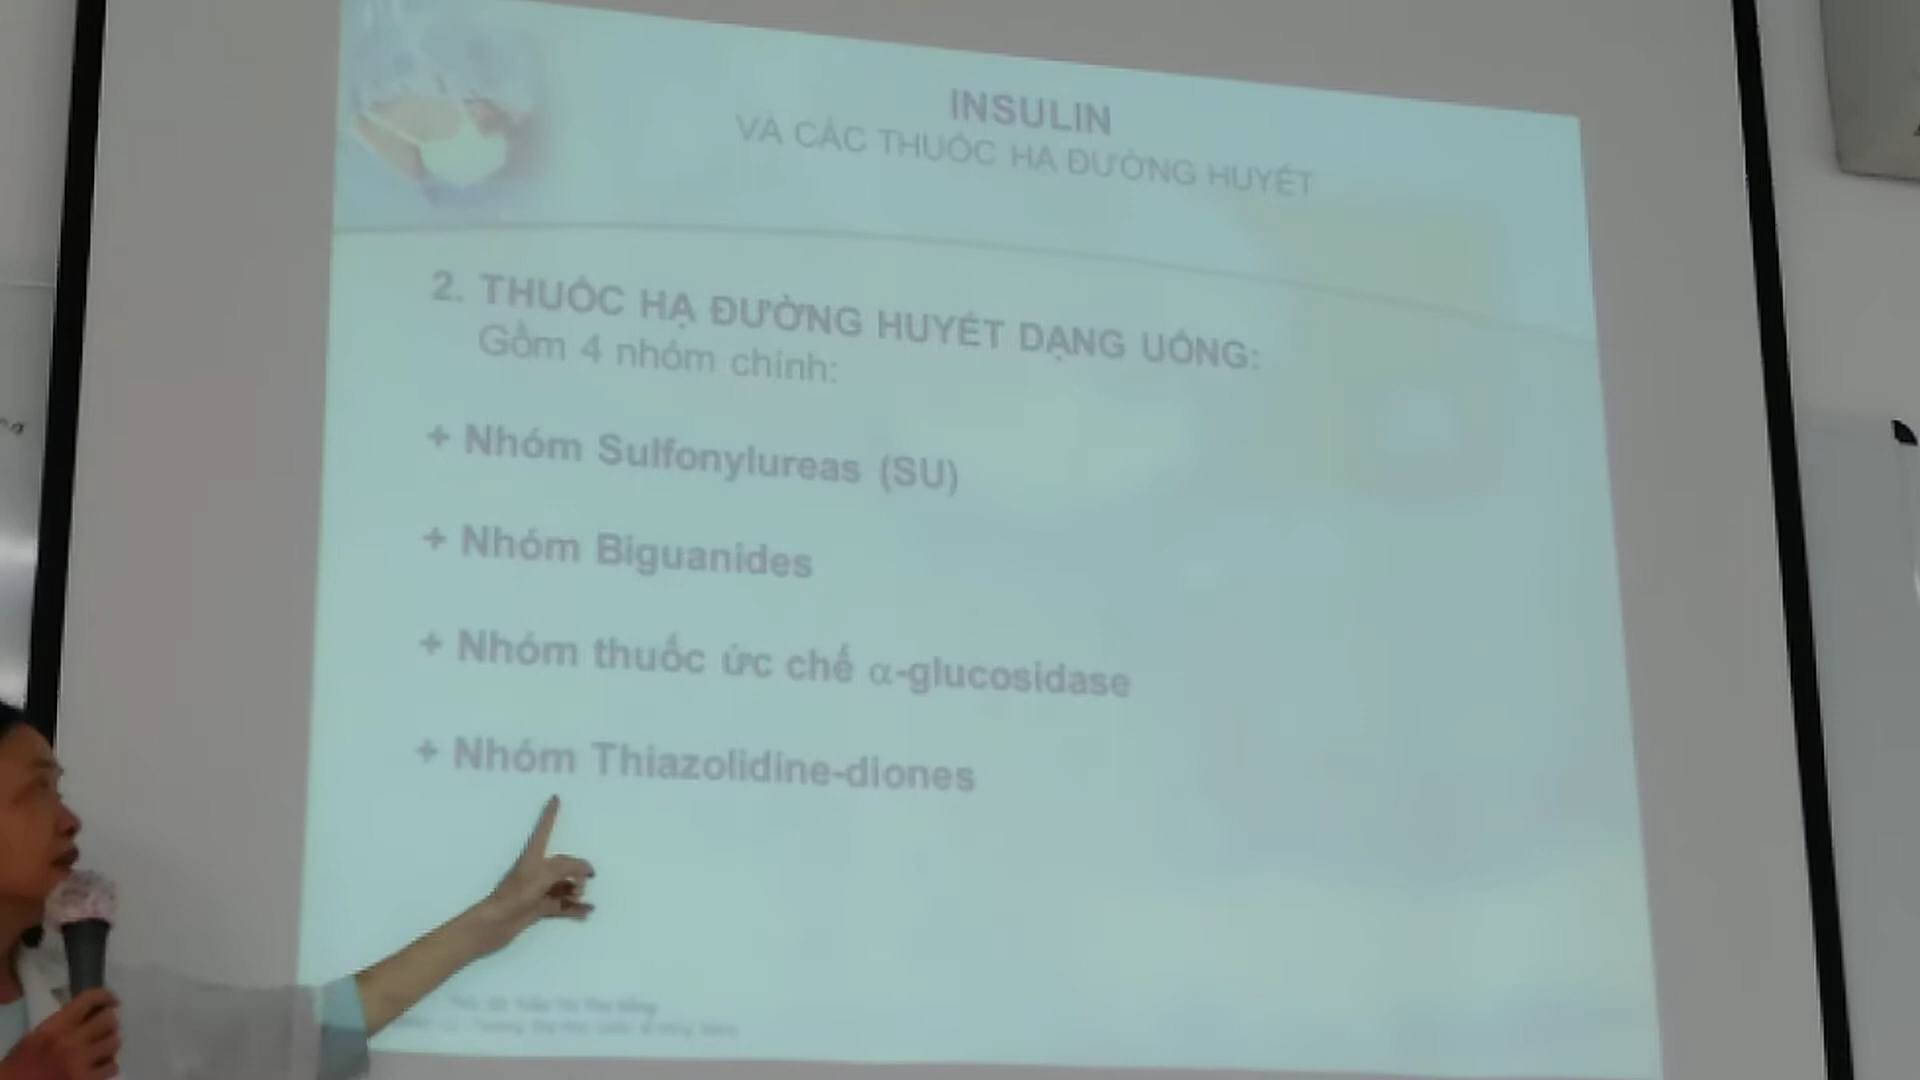 INSULIN
VÀ CÁC THUỐC HẠ ĐƯỜNG HUYẾT
2. THUỐC HẠ ĐƯỜNG HUYẾT DẠNG UỐNG:
Gồm 4 nhóm chính:
+ Nhóm Sulfonylureas (SU)
+ Nhóm Biguanides
+ Nhóm thuốc ức chế α-glucosidase
+ Nhóm Thiazolidine-diones